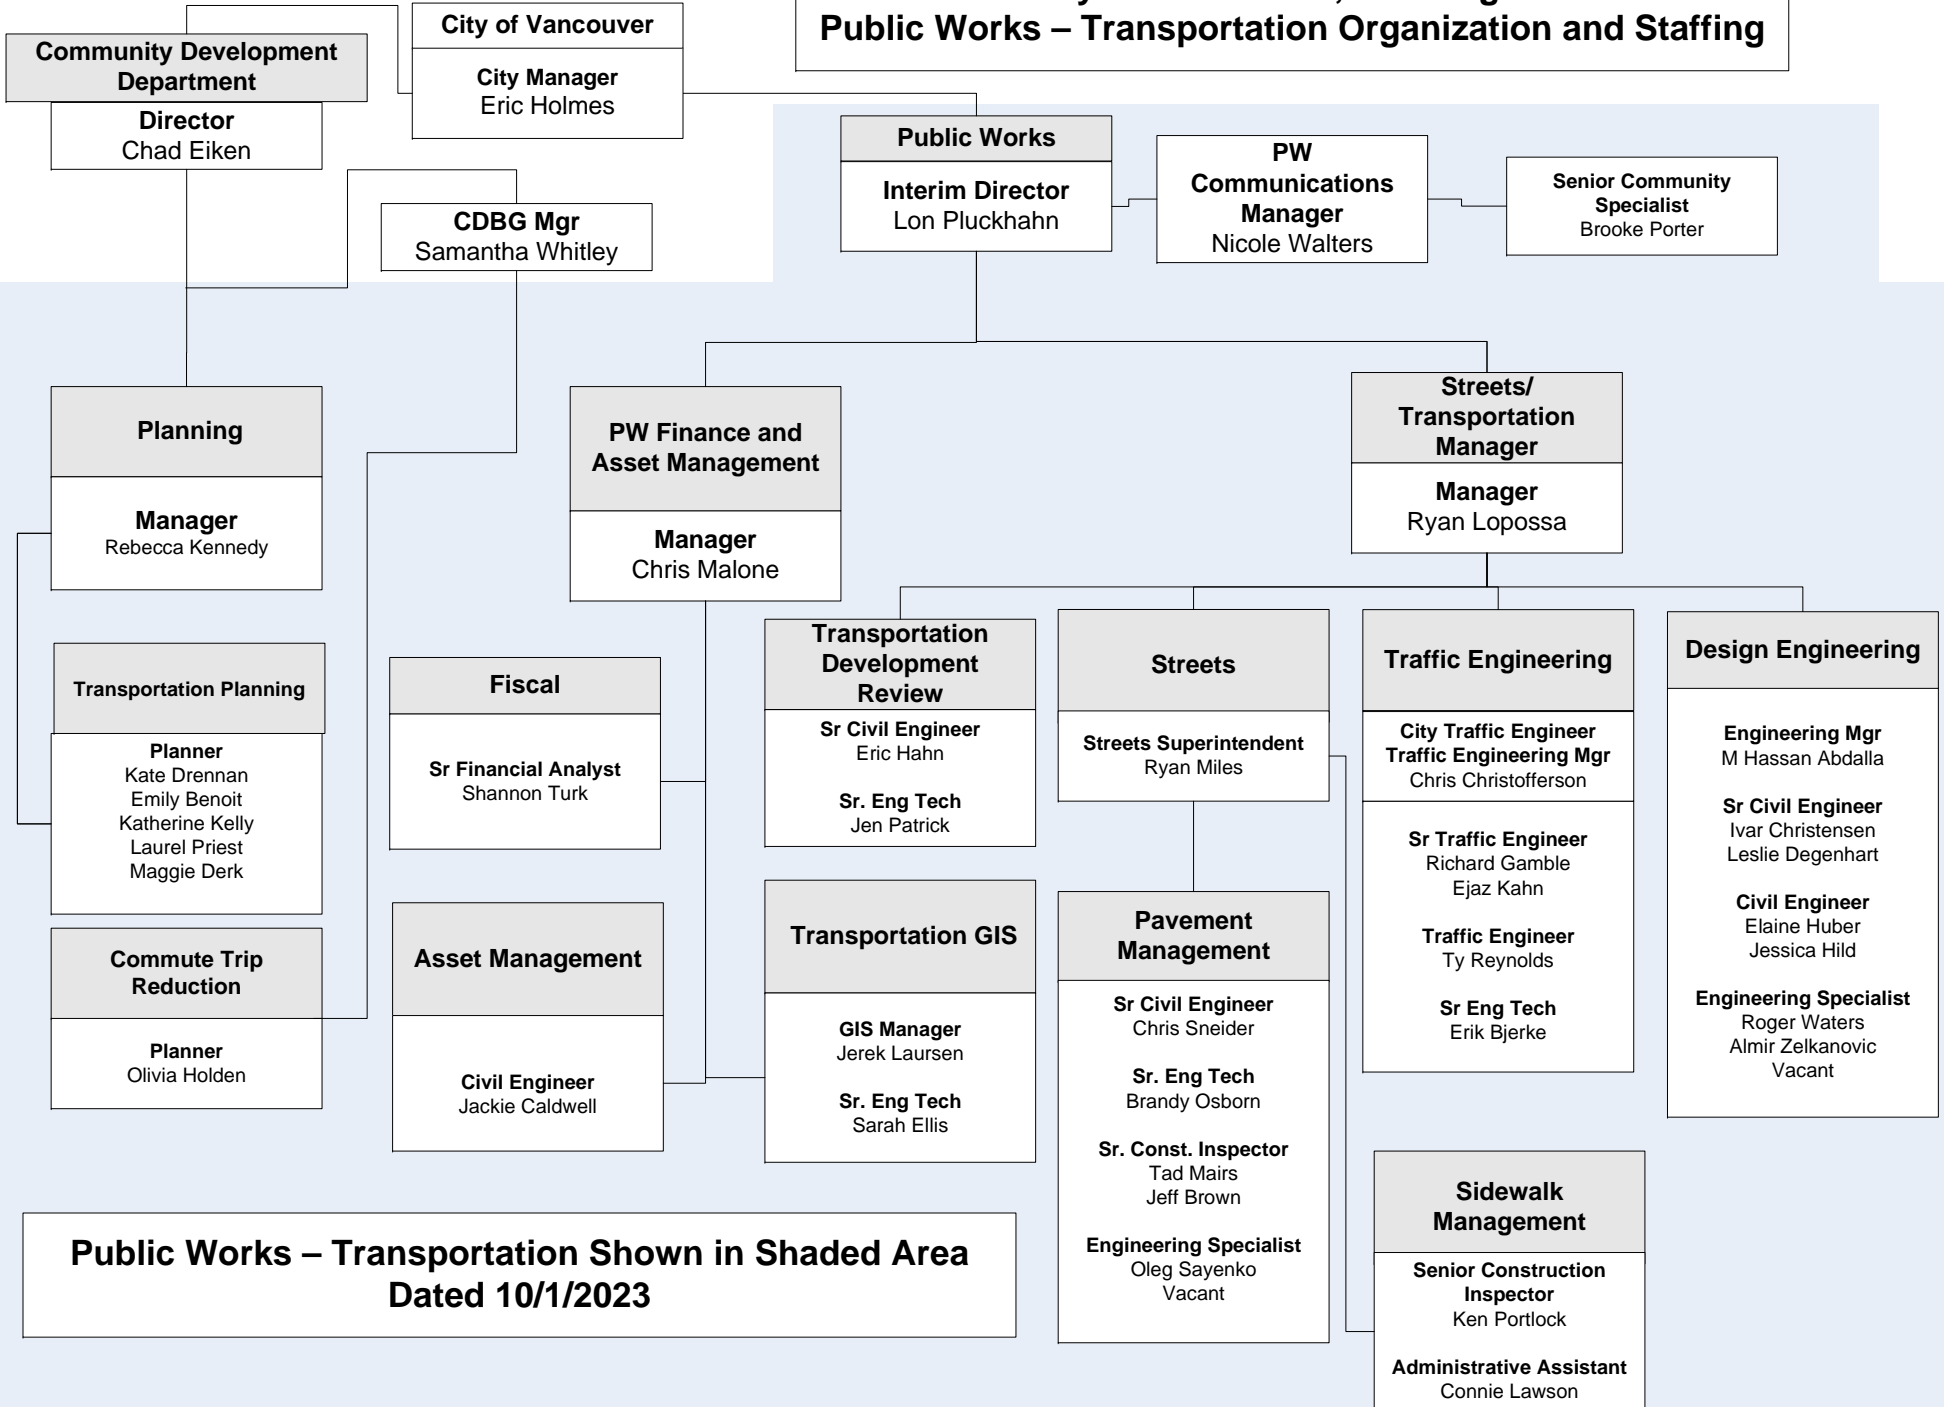 Public Works – Transportation Organization and Staffing
City of Vancouver
City Manager
Eric Holmes
Community Development
Department
Director
Chad Eiken
CDBG Mgr
Samantha Whitley
Public Works
Interim Director
Lon Pluckhahn
PW
Communications
Manager
Nicole Walters
Senior Community
Specialist
Brooke Porter
Planning
Manager
Rebecca Kennedy
Transportation Planning
Planner
Kate Drennan
Emily Benoit
Katherine Kelly
Laurel Priest
Maggie Derk
Commute Trip
Reduction
Planner
Olivia Holden
PW Finance and
Asset Management
Manager
Chris Malone
Fiscal
Sr Financial Analyst
Shannon Turk
Asset Management
Civil Engineer
Jackie Caldwell
Streets/
Transportation
Manager
Manager
Ryan Lopossa
Transportation
Development
Review
Sr Civil Engineer
Eric Hahn
Sr. Eng Tech
Jen Patrick
Transportation GIS
GIS Manager
Jerek Laursen
Sr. Eng Tech
Sarah Ellis
Streets
Streets Superintendent
Ryan Miles
Pavement
Management
Sr Civil Engineer
Chris Sneider
Sr. Eng Tech
Brandy Osborn
Sr. Const. Inspector
Tad Mairs
Jeff Brown
Engineering Specialist
Oleg Sayenko
Vacant
Traffic Engineering
City Traffic Engineer
Traffic Engineering Mgr
Chris Christofferson
Sr Traffic Engineer
Richard Gamble
Ejaz Kahn
Traffic Engineer
Ty Reynolds
Sr Eng Tech
Erik Bjerke
Design Engineering
Engineering Mgr
M Hassan Abdalla
Sr Civil Engineer
Ivar Christensen
Leslie Degenhart
Civil Engineer
Elaine Huber
Jessica Hild
Engineering Specialist
Roger Waters
Almir Zelkanovic
Vacant
Sidewalk
Management
Senior Construction
Inspector
Ken Portlock
Administrative Assistant
Connie Lawson
Public Works – Transportation Shown in Shaded Area
Dated 10/1/2023